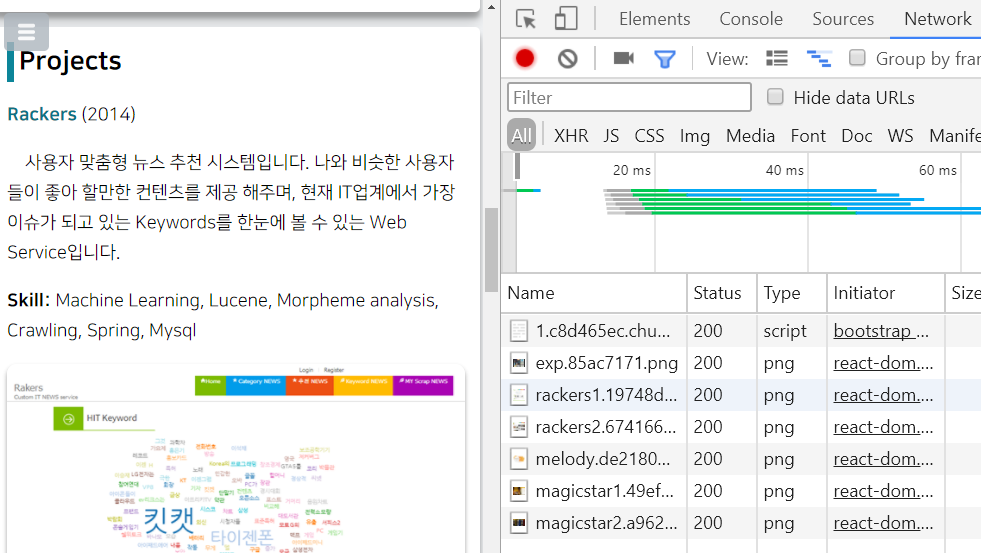 Projects
Rackers (2014)
사용자 맞춤형 뉴스 추천 시스템입니다. 나와 비슷한 사용자
들이 좋아 할만한 컨텐츠를 제공 해주며, 현재 IT업계에서 가장
이슈가 되고 있는 Keywords를 한눈에 볼 수 있는 Web
Service입니다.
Skill: Machine Learning, Lucene, Morpheme analysis,
Crawling, Spring, Mysql
Login Register
Rakers
Custom IT NEWS service
Home Category NEWS 추천 NEWS Keyword NEWS MY Scrap NEWS
HIT Keyword
킷캣
타이젠폰
Elements Console Sources Network
View: Group by frar
Filter Hide data URLs
All XHR JS CSS Img Media Font Doc WS Manife
20 ms 40 ms 60 ms
Name Status Type Initiator Size
1.c8d465ec.chu... 200 script bootstrap ...
exp.85ac7171.png 200 png react-dom....
rackers1.19748d... 200 png react-dom....
rackers2.674166... 200 png react-dom....
melody.de2180... 200 png react-dom....
magicstar1.49ef... 200 png react-dom....
magicstar2.a962... 200 png react-dom....